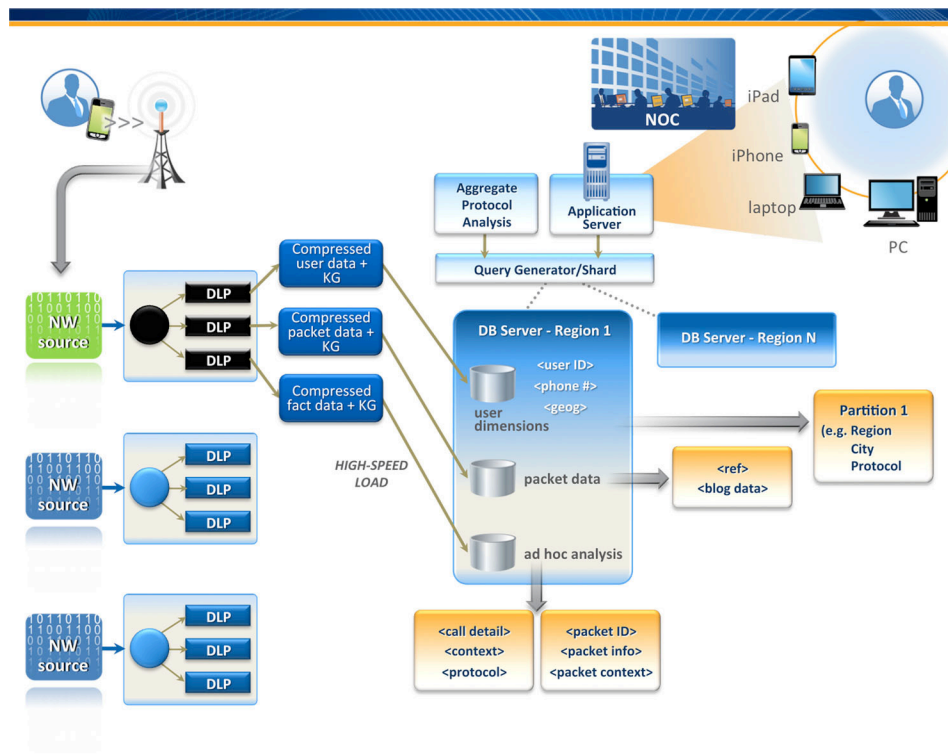 >>>
NOC
iPad
iPhone
laptop
PC
Aggregate
Protocol
Analysis
Application
Server
Query Generator/Shard
NW
source
DLP
DLP
DLP
Compressed
user data +
KG
Compressed
packet data +
KG
Compressed
fact data + KG
HIGH-SPEED
LOAD
DB Server - Region 1
<user ID>
<phone #>
<geog>
user
dimensions
packet data
ad hoc analysis
DB Server - Region N
Partition 1
(e.g. Region
City
Protocol
<ref>
<blog data>
<call detail>
<context>
<protocol>
<packet ID>
<packet info>
<packet context>
NW
source
DLP
DLP
DLP
NW
source
DLP
DLP
DLP